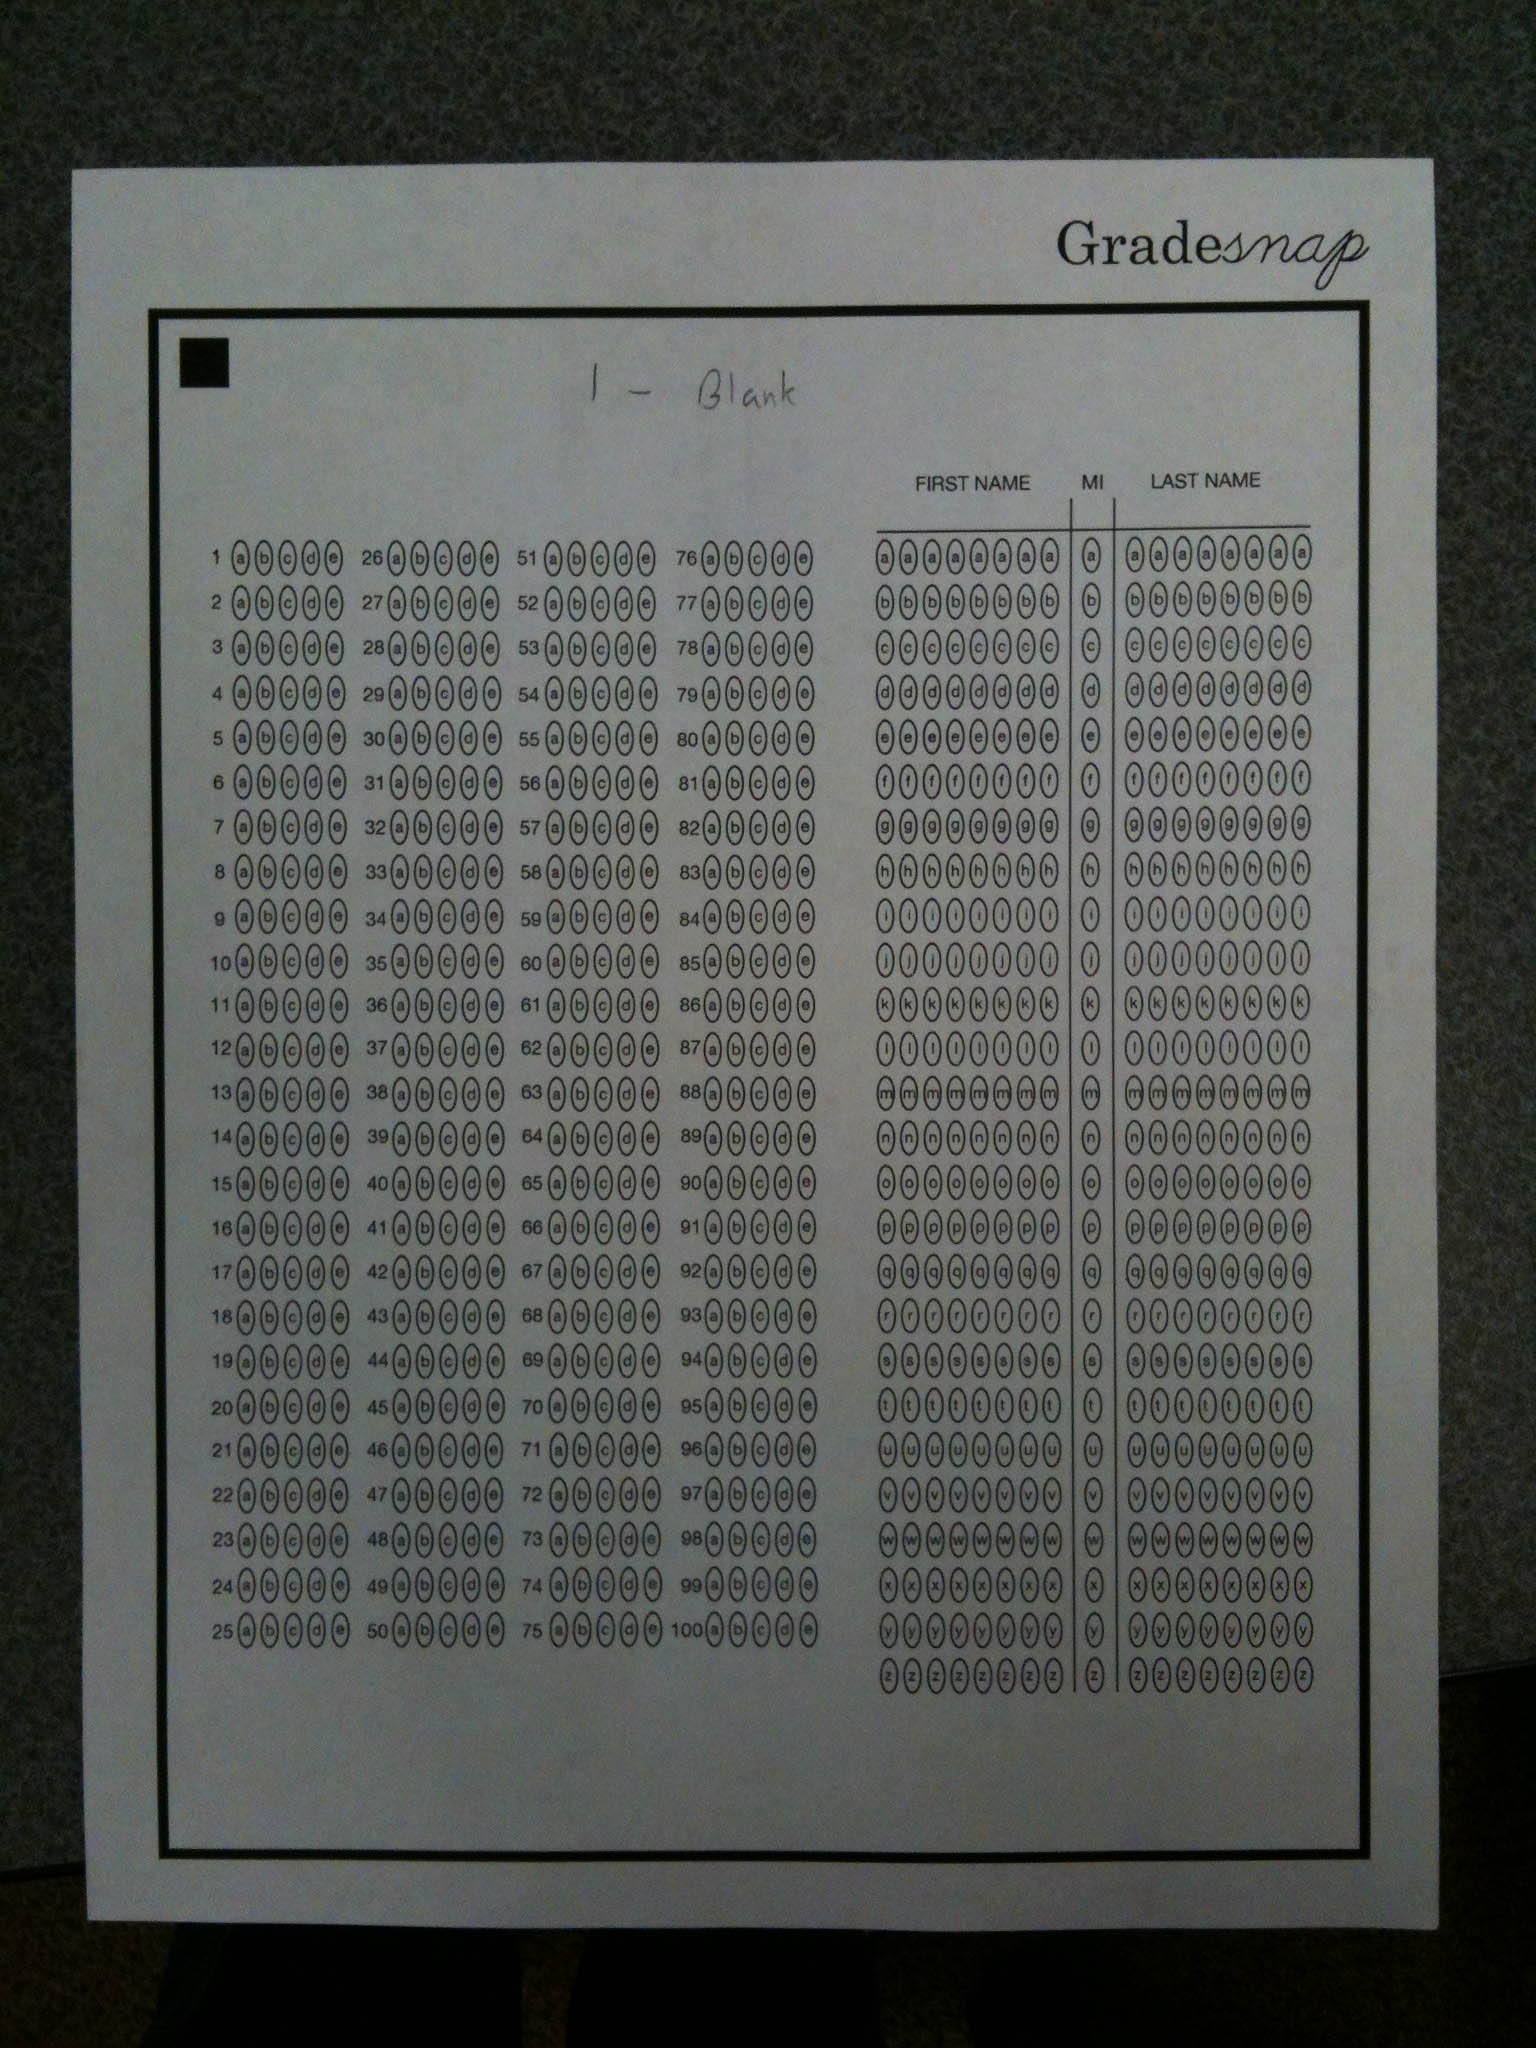 Gradesnap
1 - Blank
FIRST NAME MI LAST NAME
1 a b c d e 26 a b c d e 51 a b c d e 76 a b c d e a a a a a a a a a a a a a a a a a
2 a b c d e 27 a b c d e 52 a b c d e 77 a b c d e b b b b b b b b b b b b b b b b b
3 a b c d e 28 a b c d e 53 a b c d e 78 a b c d e c c c c c c c c c c c c c c c c c
4 a b c d e 29 a b c d e 54 a b c d e 79 a b c d e d d d d d d d d d d d d d d d d d
5 a b c d e 30 a b c d e 55 a b c d e 80 a b c d e e e e e e e e e e e e e e e e e e
6 a b c d e 31 a b c d e 56 a b c d e 81 a b c d e f f f f f f f f f f f f f f f f f
7 a b c d e 32 a b c d e 57 a b c d e 82 a b c d e g g g g g g g g g g g g g g g g g
8 a b c d e 33 a b c d e 58 a b c d e 83 a b c d e h h h h h h h h h h h h h h h h h
9 a b c d e 34 a b c d e 59 a b c d e 84 a b c d e i i i i i i i i i i i i i i i i i
10 a b c d e 35 a b c d e 60 a b c d e 85 a b c d e j j j j j j j j j j j j j j j j j
11 a b c d e 36 a b c d e 61 a b c d e 86 a b c d e k k k k k k k k k k k k k k k k k
12 a b c d e 37 a b c d e 62 a b c d e 87 a b c d e l l l l l l l l l l l l l l l l l
13 a b c d e 38 a b c d e 63 a b c d e 88 a b c d e m m m m m m m m m m m m m m m m m
14 a b c d e 39 a b c d e 64 a b c d e 89 a b c d e n n n n n n n n n n n n n n n n n
15 a b c d e 40 a b c d e 65 a b c d e 90 a b c d e o o o o o o o o o o o o o o o o o
16 a b c d e 41 a b c d e 66 a b c d e 91 a b c d e p p p p p p p p p p p p p p p p p
17 a b c d e 42 a b c d e 67 a b c d e 92 a b c d e q q q q q q q q q q q q q q q q q
18 a b c d e 43 a b c d e 68 a b c d e 93 a b c d e r r r r r r r r r r r r r r r r r
19 a b c d e 44 a b c d e 69 a b c d e 94 a b c d e s s s s s s s s s s s s s s s s s
20 a b c d e 45 a b c d e 70 a b c d e 95 a b c d e t t t t t t t t t t t t t t t t t
21 a b c d e 46 a b c d e 71 a b c d e 96 a b c d e u u u u u u u u u u u u u u u u u
22 a b c d e 47 a b c d e 72 a b c d e 97 a b c d e v v v v v v v v v v v v v v v v v
23 a b c d e 48 a b c d e 73 a b c d e 98 a b c d e w w w w w w w w w w w w w w w w w
24 a b c d e 49 a b c d e 74 a b c d e 99 a b c d e x x x x x x x x x x x x x x x x x
25 a b c d e 50 a b c d e 75 a b c d e 100 a b c d e y y y y y y y y y y y y y y y y y
z z z z z z z z z z z z z z z z z